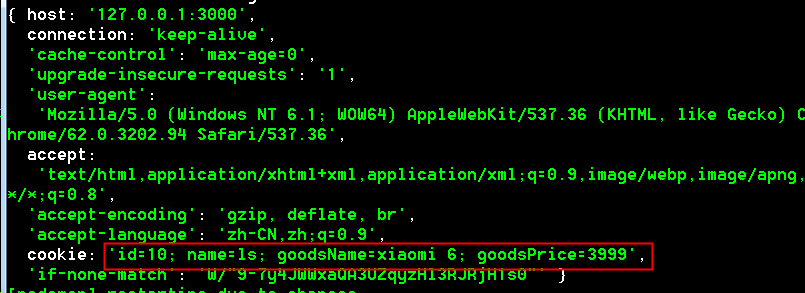 { host: '127.0.0.1:3000',
connection: 'keep-alive',
'cache-control': 'max-age=0',
'upgrade-insecure-requests': '1',
'user-agent':
'Mozilla/5.0 (Windows NT 6.1; WOW64) AppleWebKit/537.36 (KHTML, like Gecko) C
hrome/62.0.3202.94 Safari/537.36',
accept:
'text/html,application/xhtml+xml,application/xml;q=0.9,image/webp,image/apng,
*/*;q=0.8',
'accept-encoding': 'gzip, deflate, br',
'accept-language': 'zh-CN,zh;q=0.9',
cookie: 'id=10; name=ls; goodsName=xiaomi 6; goodsPrice=3999',
'if-none-match': }